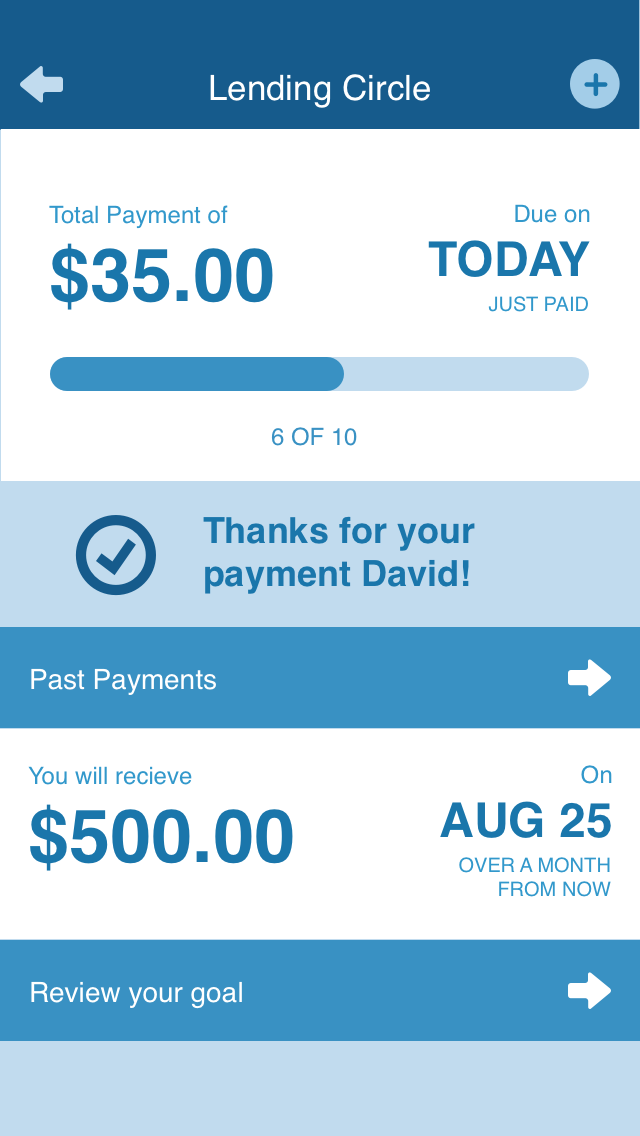 Lending Circle
Total Payment of
$35.00
Due on
TODAY
JUST PAID
6 OF 10
Thanks for your
payment David!
Past Payments
You will recieve
$500.00
On
AUG 25
OVER A MONTH
FROM NOW
Review your goal